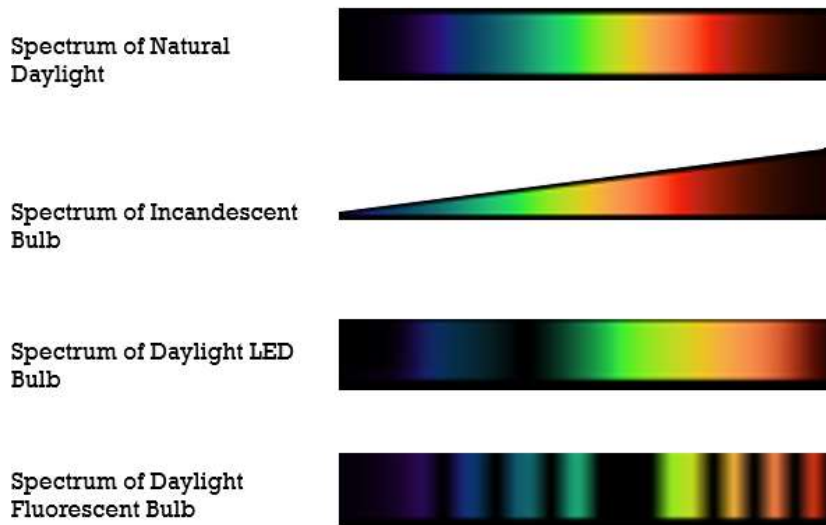 Spectrum of Natural
Daylight
Spectrum of Incandescent
Bulb
Spectrum of Daylight LED
Bulb
Spectrum of Daylight
Fluorescent Bulb